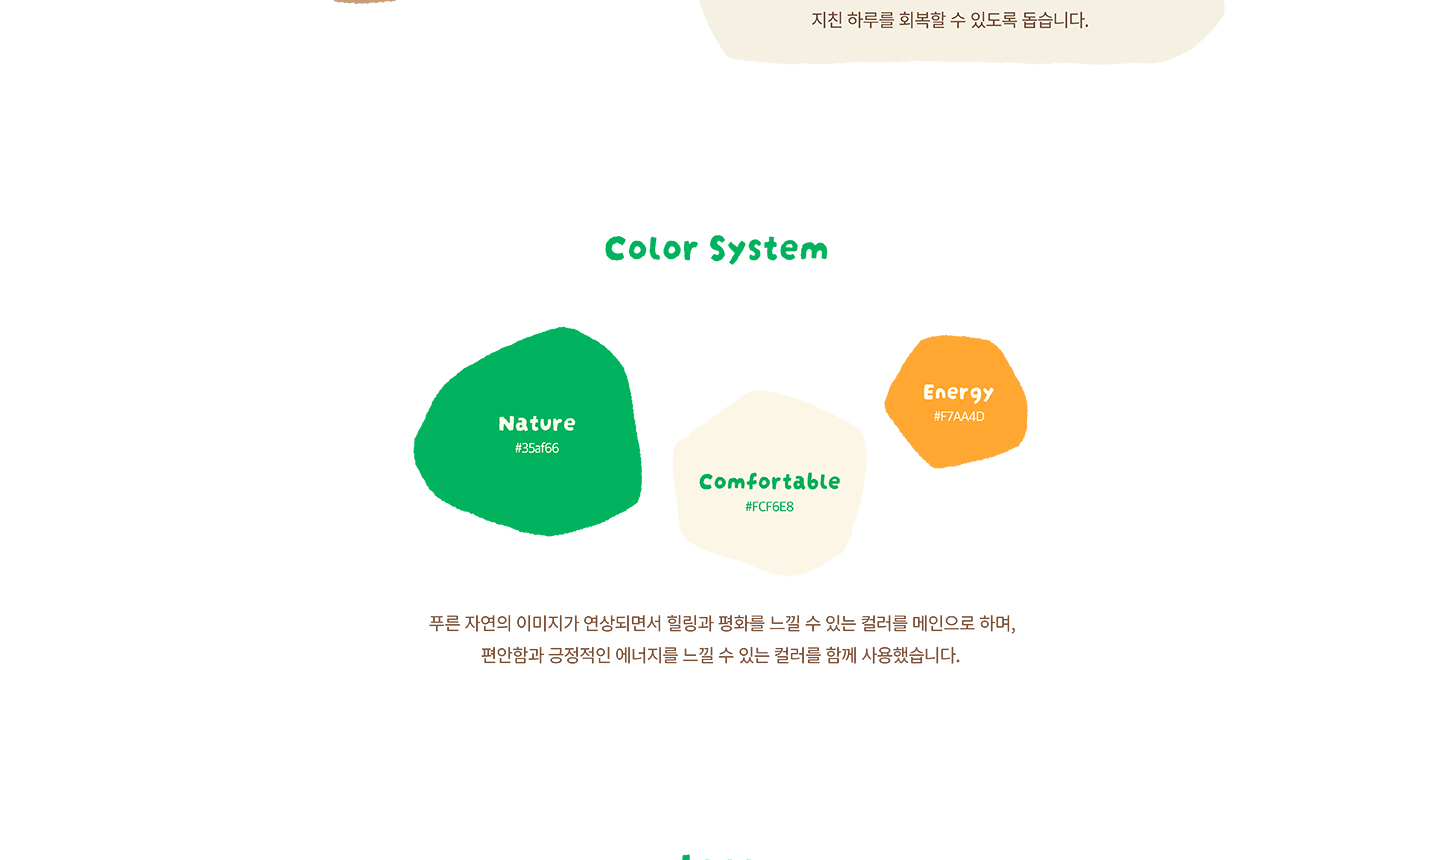 지친 하루를 회복할 수 있도록 돕습니다.
Color System
Nature
#35af66
Comfortable
#FCF6E8
Energy
#F7AA4D
푸른 자연의 이미지가 연상되면서 힐링과 평화를 느낄 수 있는 컬러를 메인으로 하며,
편안함과 긍정적인 에너지를 느낄 수 있는 컬러를 함께 사용했습니다.